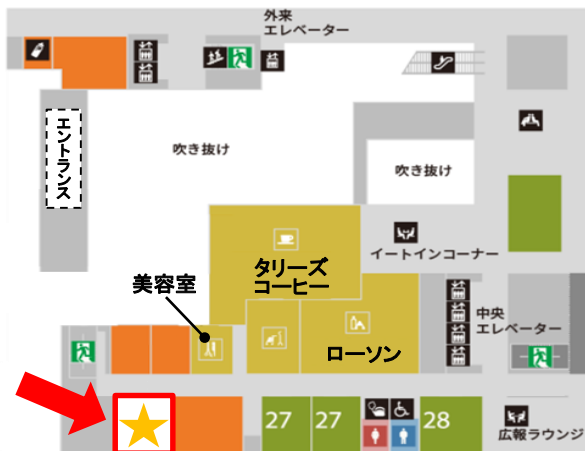 外来
エレベーター
エントランス
吹き抜け
吹き抜け
イートインコーナー
タリーズ
コーヒー
美容室
ローソン
中央
エレベーター
27
27
28
広報ラウンジ